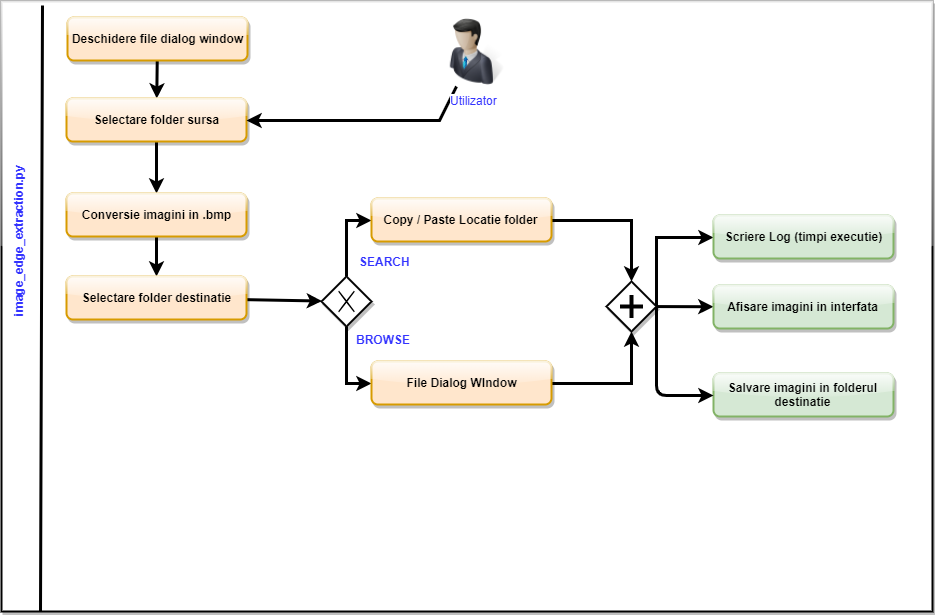 Deschidere file dialog window
Utilizator
Selectare folder sursa
image_edge_extraction.py
Conversie imagini in .bmp
Selectare folder destinatie
Copy / Paste Locatie folder
SEARCH
BROWSE
File Dialog WIndow
Scriere Log (timpi executie)
Afisare imagini in interfata
Salvare imagini in folderul
destinatie